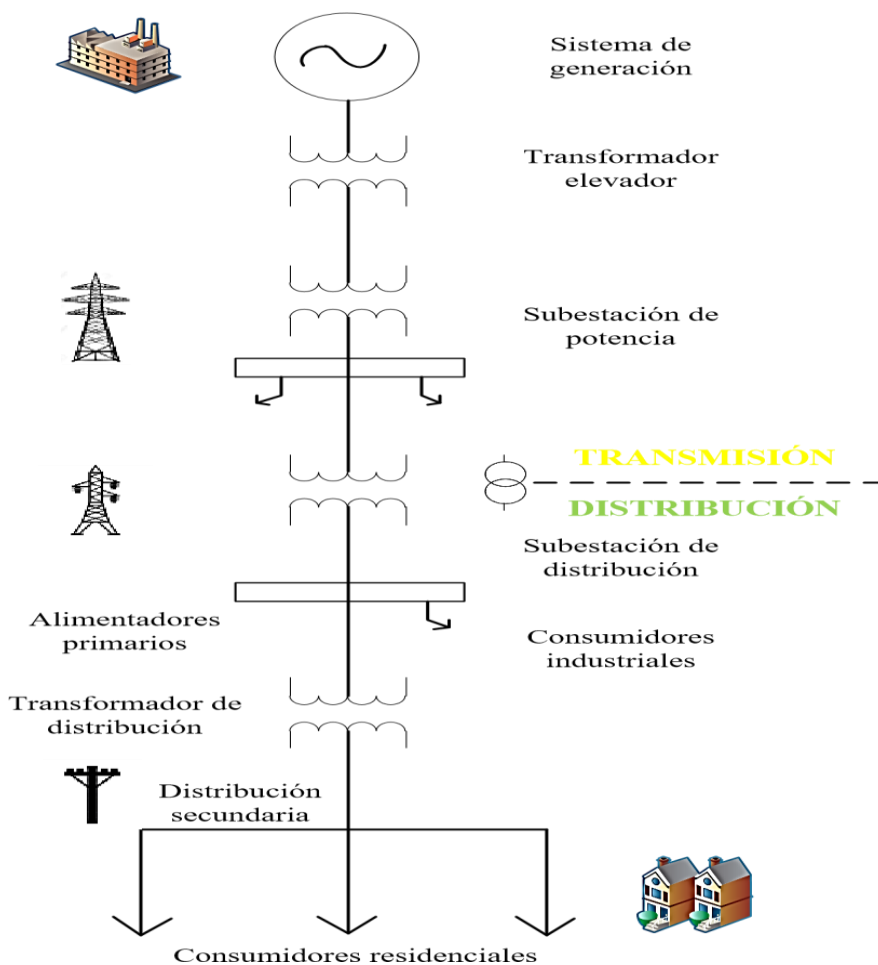 Sistema de
generación
Transformador
elevador
Subestación de
potencia
TRANSMISIÓN
DISTRIBUCIÓN
Subestación de
distribución
Alimentadores
primarios
Consumidores
industriales
Transformador de
distribución
Distribución
secundaria
Consumidores residenciales